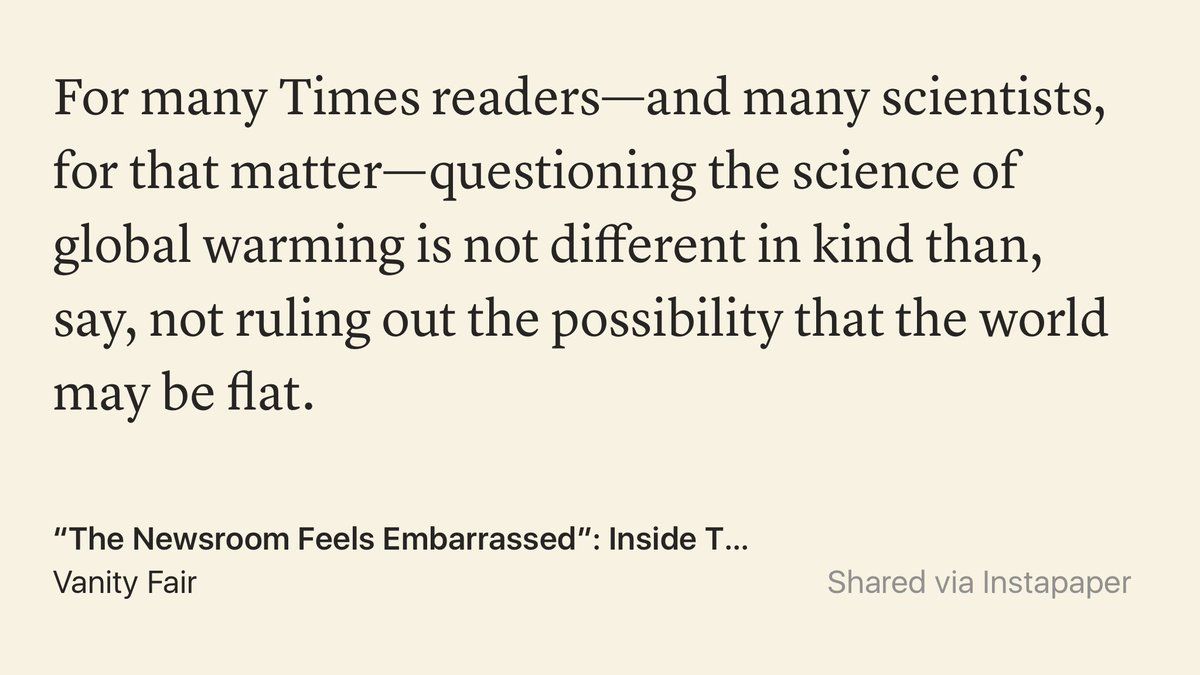 For many Times readers—and many scientists,
for that matter—questioning the science of
global warming is not different in kind than,
say, not ruling out the possibility that the world
may be flat.
“The Newsroom Feels Embarrassed”: Inside T...
Vanity Fair
Shared via Instapaper